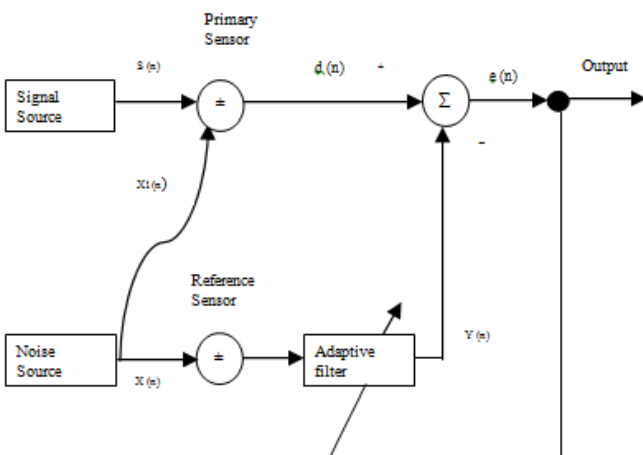 Primary
Sensor
S (n)
d (n)
+
e (n)
Output
Signal
Source
±
Σ
−
X1(n)
Reference
Sensor
Noise
Source
X (n)
±
Adaptive
filter
Y (n)